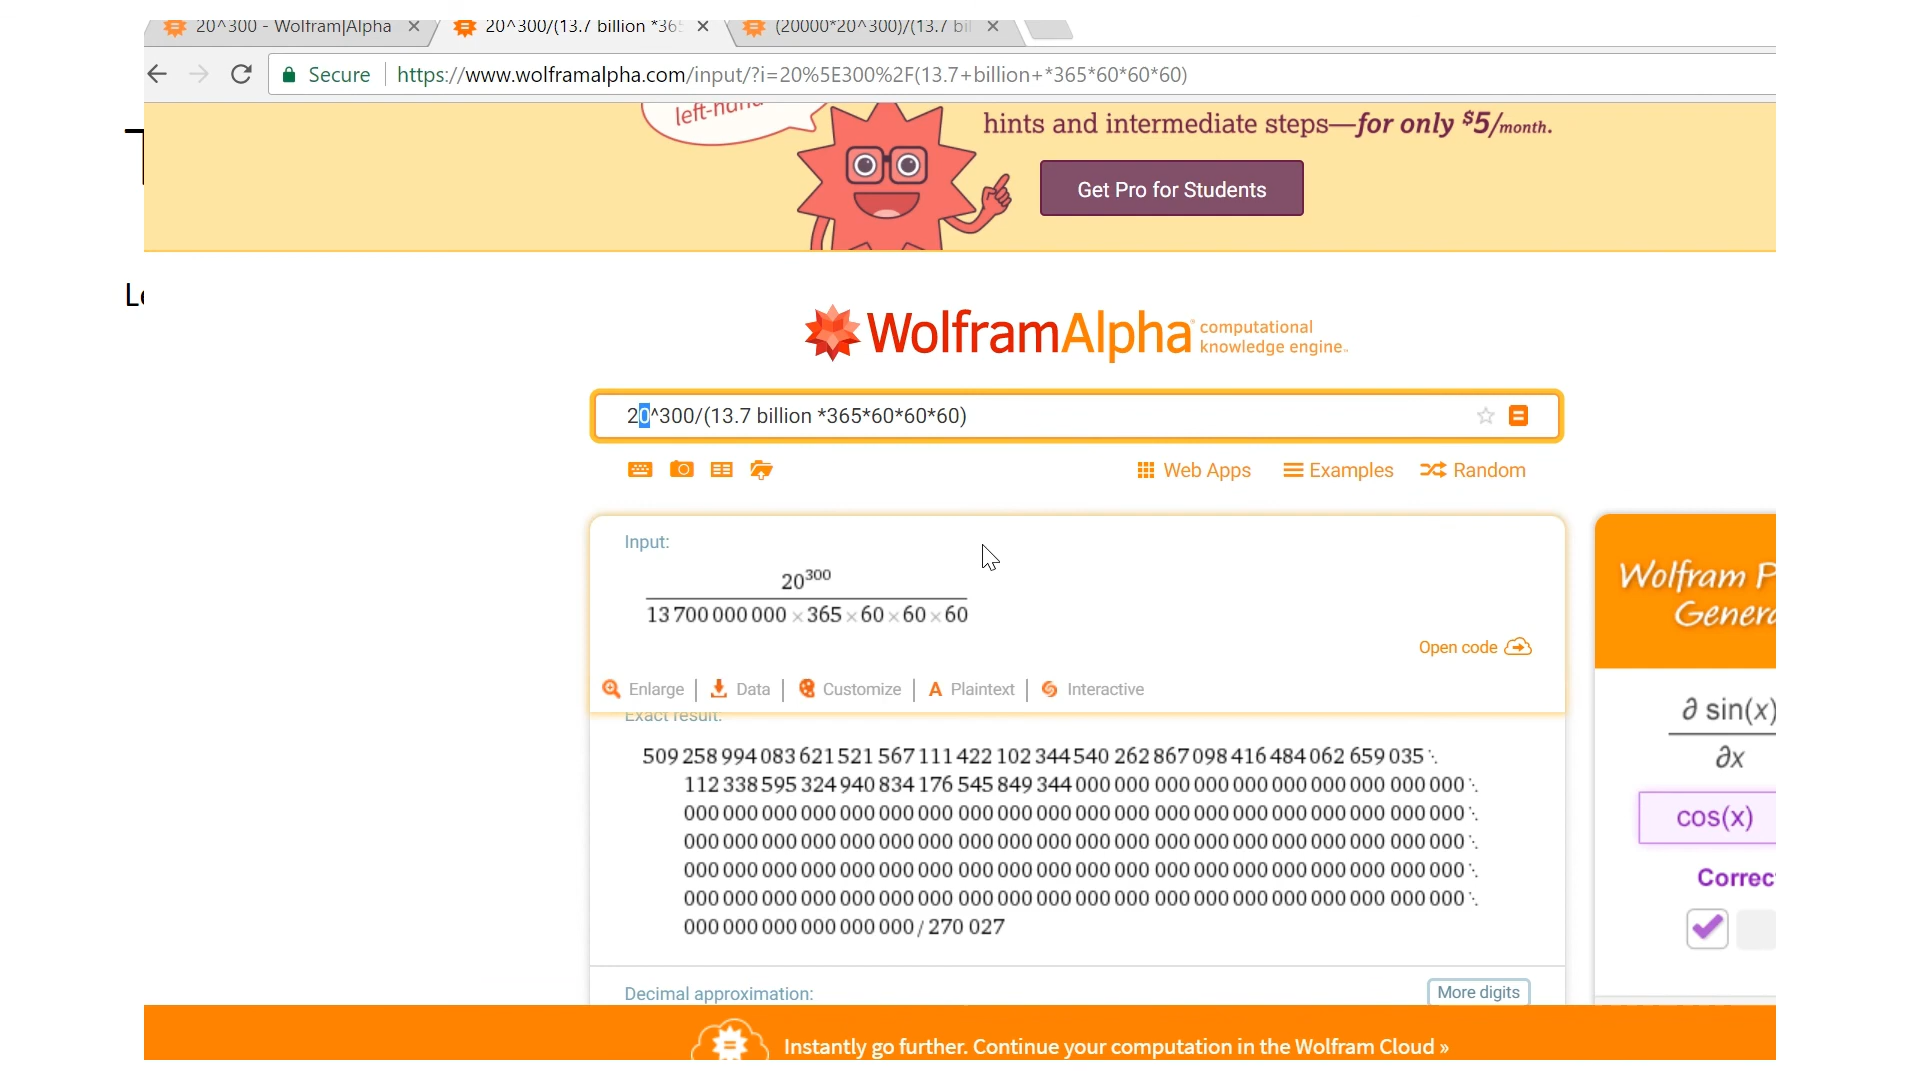 20^300 - Wolfram|Alpha
20^300/(13.7 billion *36
(20000*20^300)/(13.7 bil
Secure
https://www.wolframalpha.com/input/?i=20%5E300%2F(13.7+billion+*365*60*60*60)
left-hand
hints and intermediate steps—for only $5/month.
Get Pro for Students
WolframAlpha computational
knowledge engine™
20^300/(13.7 billion *365*60*60*60)
Web Apps
Examples
Random
Input:
20^300
13 700 000 000 × 365 × 60 × 60 × 60
Open code
Enlarge | Data | Customize | A Plaintext | Interactive
Exact result:
509 258 994 083 621 521 567 111 422 102 344 540 262 867 098 416 484 062 659 035⋱
112 338 595 324 940 834 176 545 849 344 000 000 000 000 000 000 000 000 000 000⋱
000 000 000 000 000 000 000 000 000 000 000 000 000 000 000 000 000 000 000 000⋱
000 000 000 000 000 000 000 000 000 000 000 000 000 000 000 000 000 000 000 000⋱
000 000 000 000 000 000 000 000 000 000 000 000 000 000 000 000 000 000 000 000⋱
000 000 000 000 000 000 000 000 000 000 000 000 000 000 000 000 000 000 000 000⋱
000 000 000 000 000 000 / 270 027
Decimal approximation:
More digits
Instantly go further. Continue your computation in the Wolfram Cloud »
Wolfram P
Genera
∂ sin(x)
∂x
cos(x)
Correc